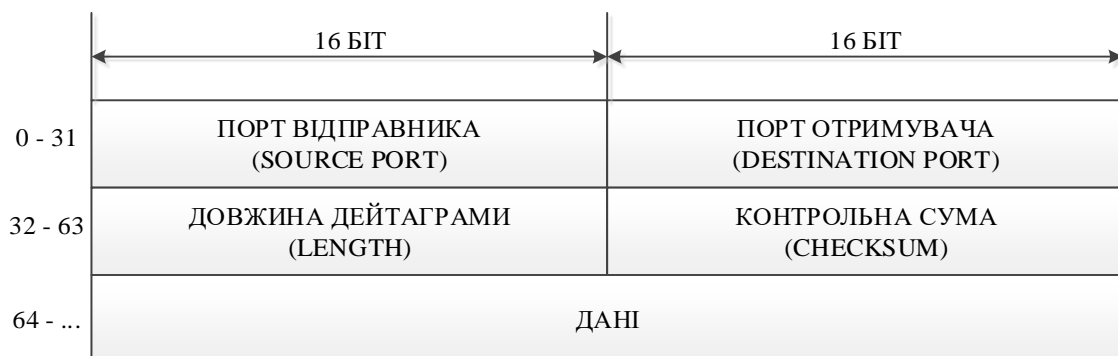 16 БІТ
16 БІТ
0 - 31
ПОРТ ВІДПРАВНИКА
(SOURCE PORT)
ПОРТ ОТРИМУВАЧА
(DESTINATION PORT)
32 - 63
ДОВЖИНА ДЕЙТАГРАМИ
(LENGTH)
КОНТРОЛЬНА СУМА
(CHECKSUM)
64 - ...
ДАНІ